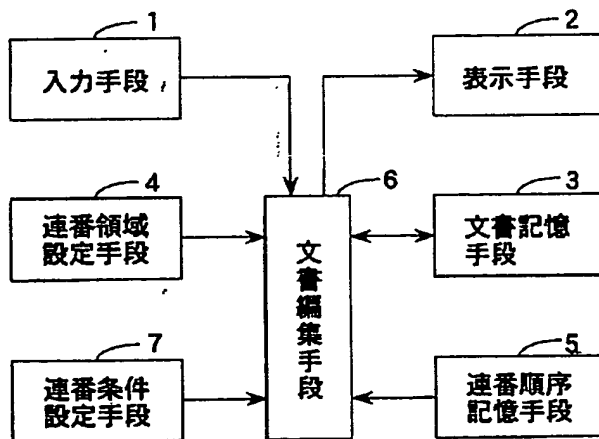 1
入力手段
2
表示手段
4
連番領域
設定手段
6
文書編集手段
3
文書記憶
手段
7
連番条件
設定手段
5
連番順序
記憶手段